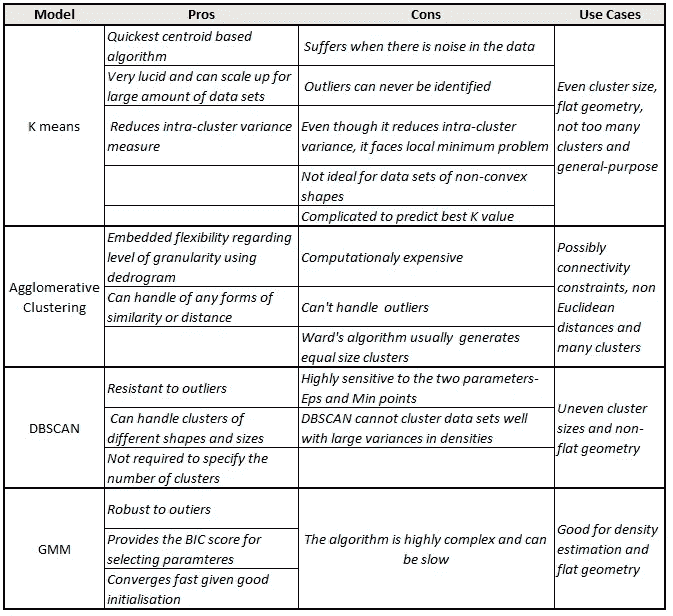 Model Pros Cons Use Cases
K means
Quickest centroid based
algorithm
Suffers when there is noise in the data
Very lucid and can scale up for
large amount of data sets
Outliers can never be identified
Reduces intra-cluster variance
measure
Even though it reduces intra-cluster
variance, it faces local minimum problem
Not ideal for data sets of non-convex
shapes
Complicated to predict best K value
Even cluster size,
flat geometry,
not too many
clusters and
general-purpose
Agglomerative
Clustering
Embedded flexibility regarding
level of granularity using
dedrogram
Computationaly expensive
Can handle of any forms of
similarity or distance
Can't handle outliers
Ward's algorithm usually generates
equal size clusters
Possibly
connectivity
constraints, non
Euclidean
distances and
many clusters
DBSCAN
Resistant to outliers
Highly sensitive to the two parameters-
Eps and Min points
Can handle clusters of
different shapes and sizes
DBSCAN cannot cluster data sets well
with large variances in densities
Not required to specify the
number of clusters
Uneven cluster
sizes and non-
flat geometry
GMM
Robust to outiers
Provides the BIC score for
selecting paramteres
Converges fast given good
initialisation
The algorithm is highly complex and can
be slow
Good for density
estimation and
flat geometry